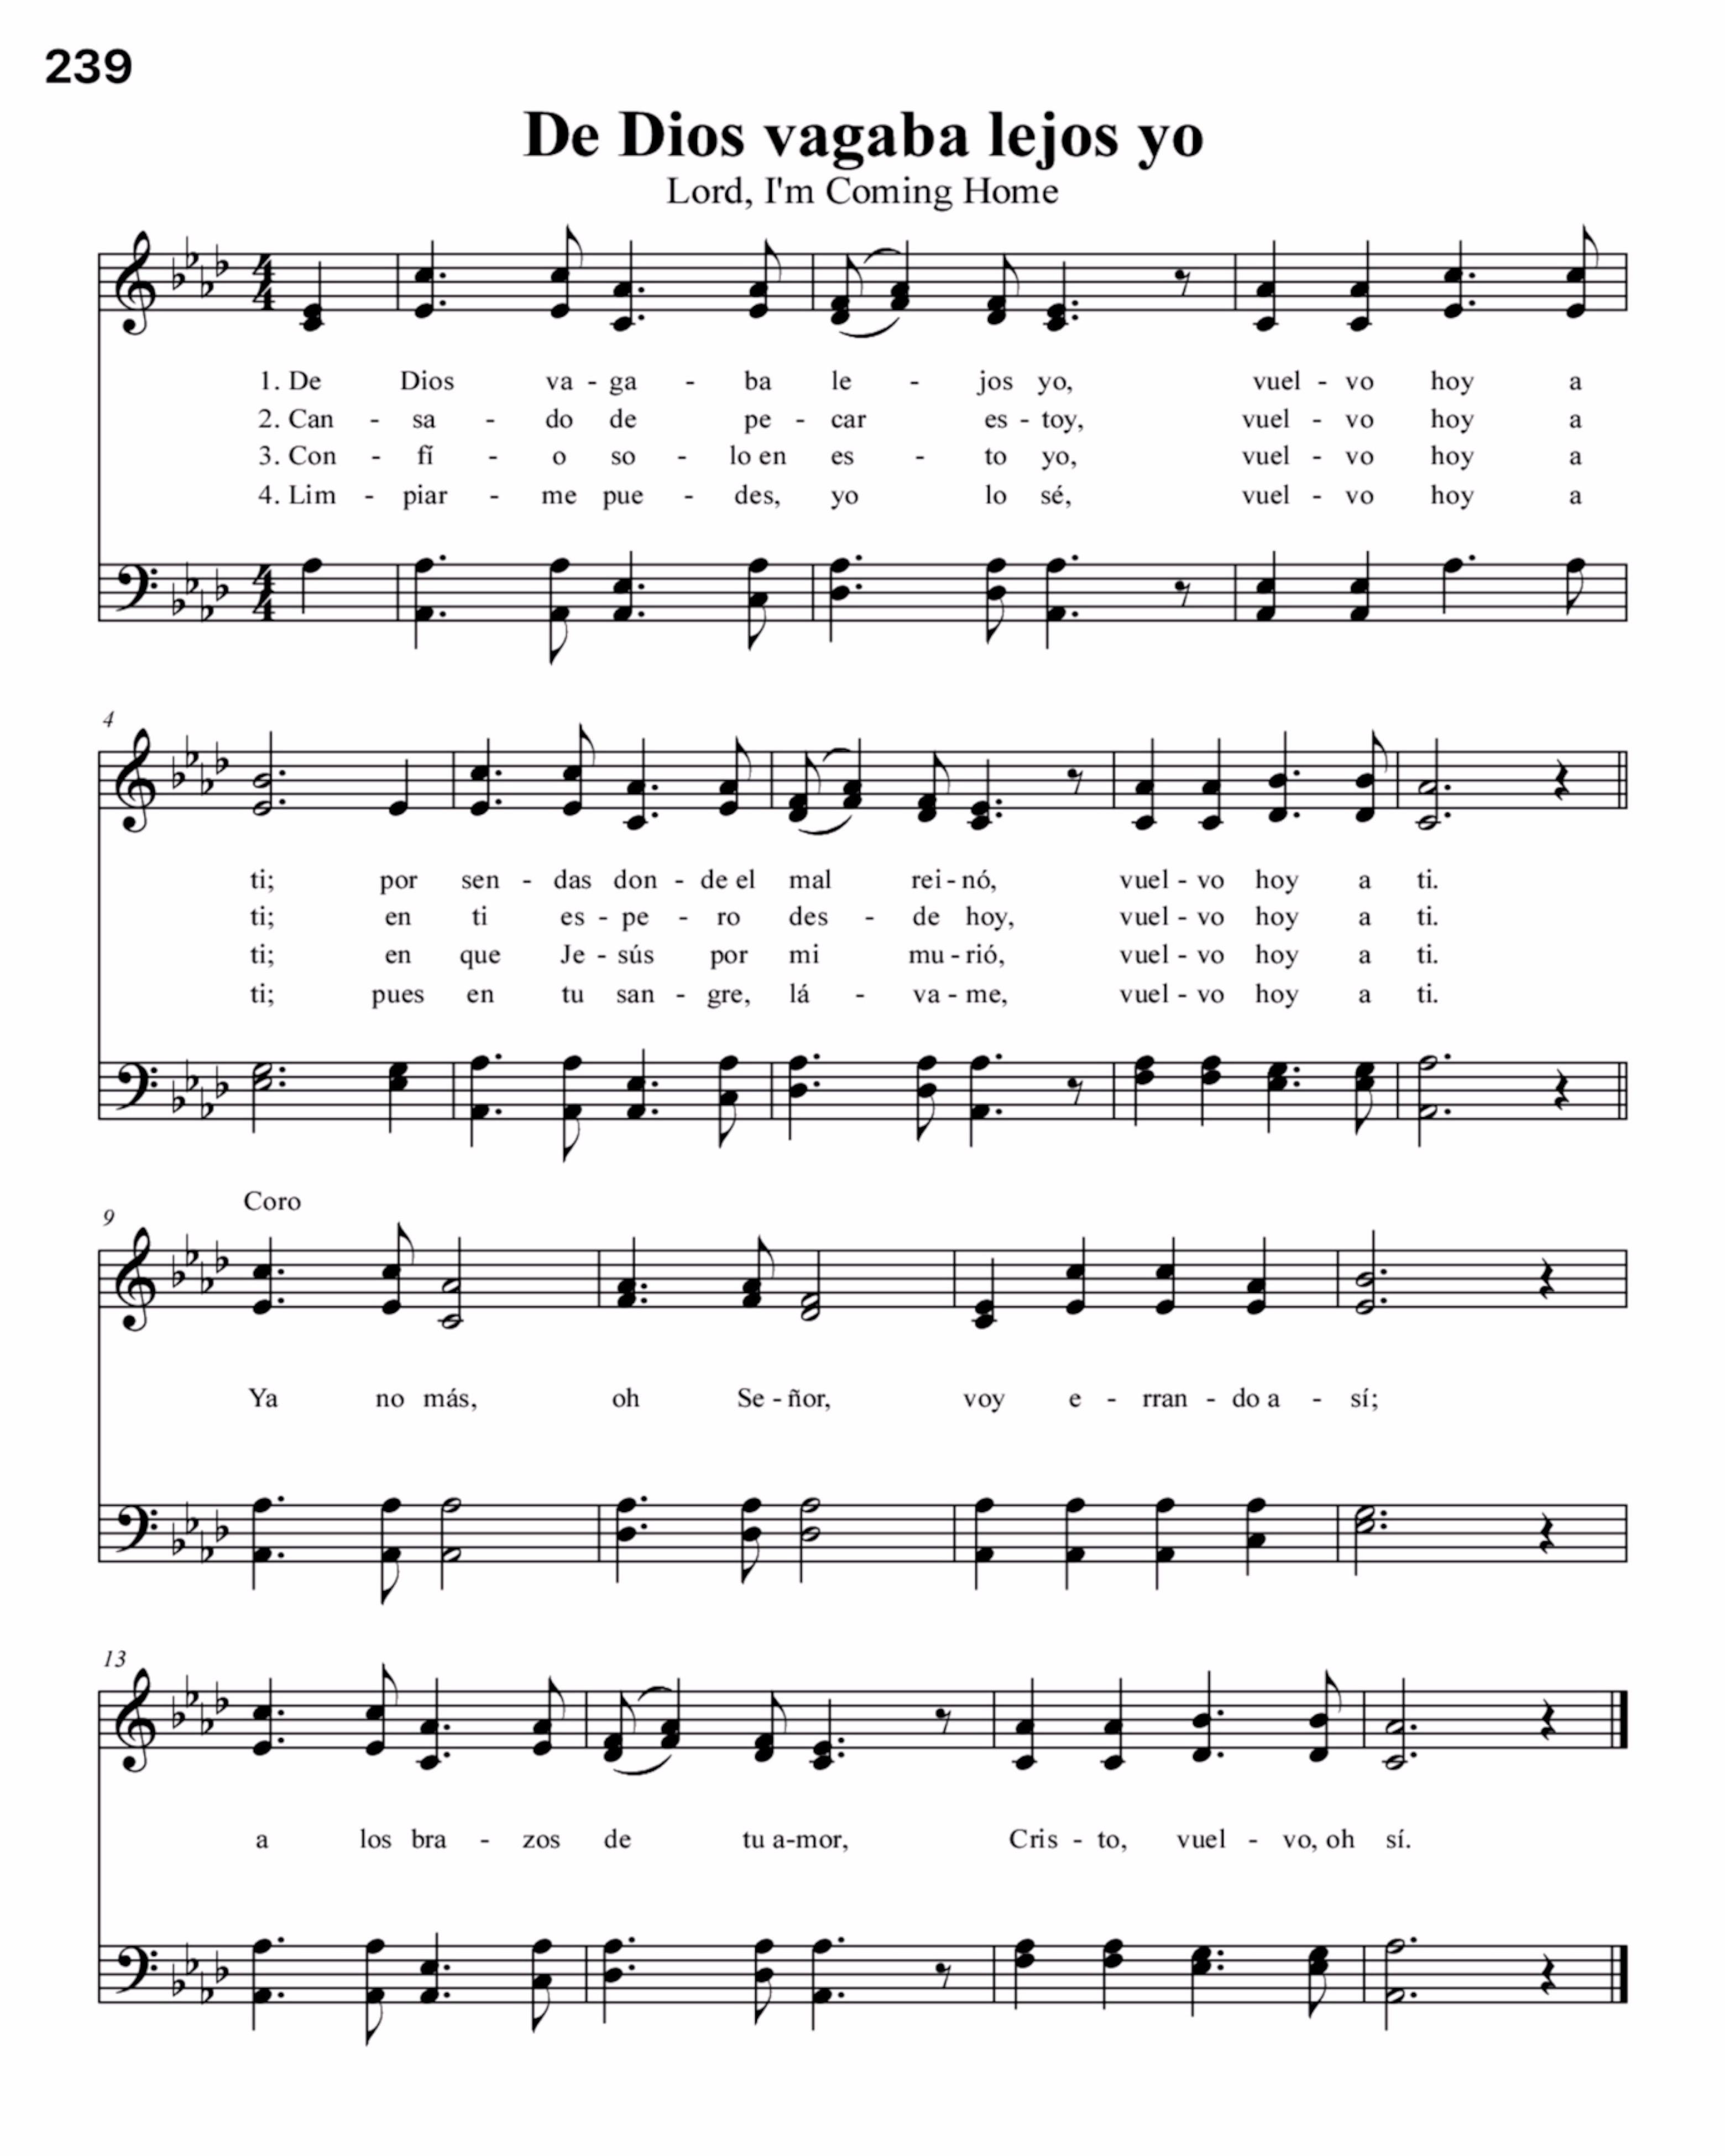 239
De Dios vagaba lejos yo
Lord, I'm Coming Home
1. De Dios va - ga - ba le - jos yo, vuel - vo hoy a
2. Can - sa - do de pe - car es - toy, vuel - vo hoy a
3. Con - fí - o so - lo en es - to yo, vuel - vo hoy a
4. Lim - piar - me pue - des, yo lo sé, vuel - vo hoy a
4
ti; por sen - das don - de el mal rei - nó, vuel - vo hoy a ti.
ti; en ti es - pe - ro des - de hoy, vuel - vo hoy a ti.
ti; en que Je - sús por mi mu - rió, vuel - vo hoy a ti.
ti; pues en tu san - gre, lá - va - me, vuel - vo hoy a ti.
Coro
9
Ya no más, oh Se - ñor, voy e - rran - do a - sí;
13
a los bra - zos de tu a-mor, Cris - to, vuel - vo, oh sí.